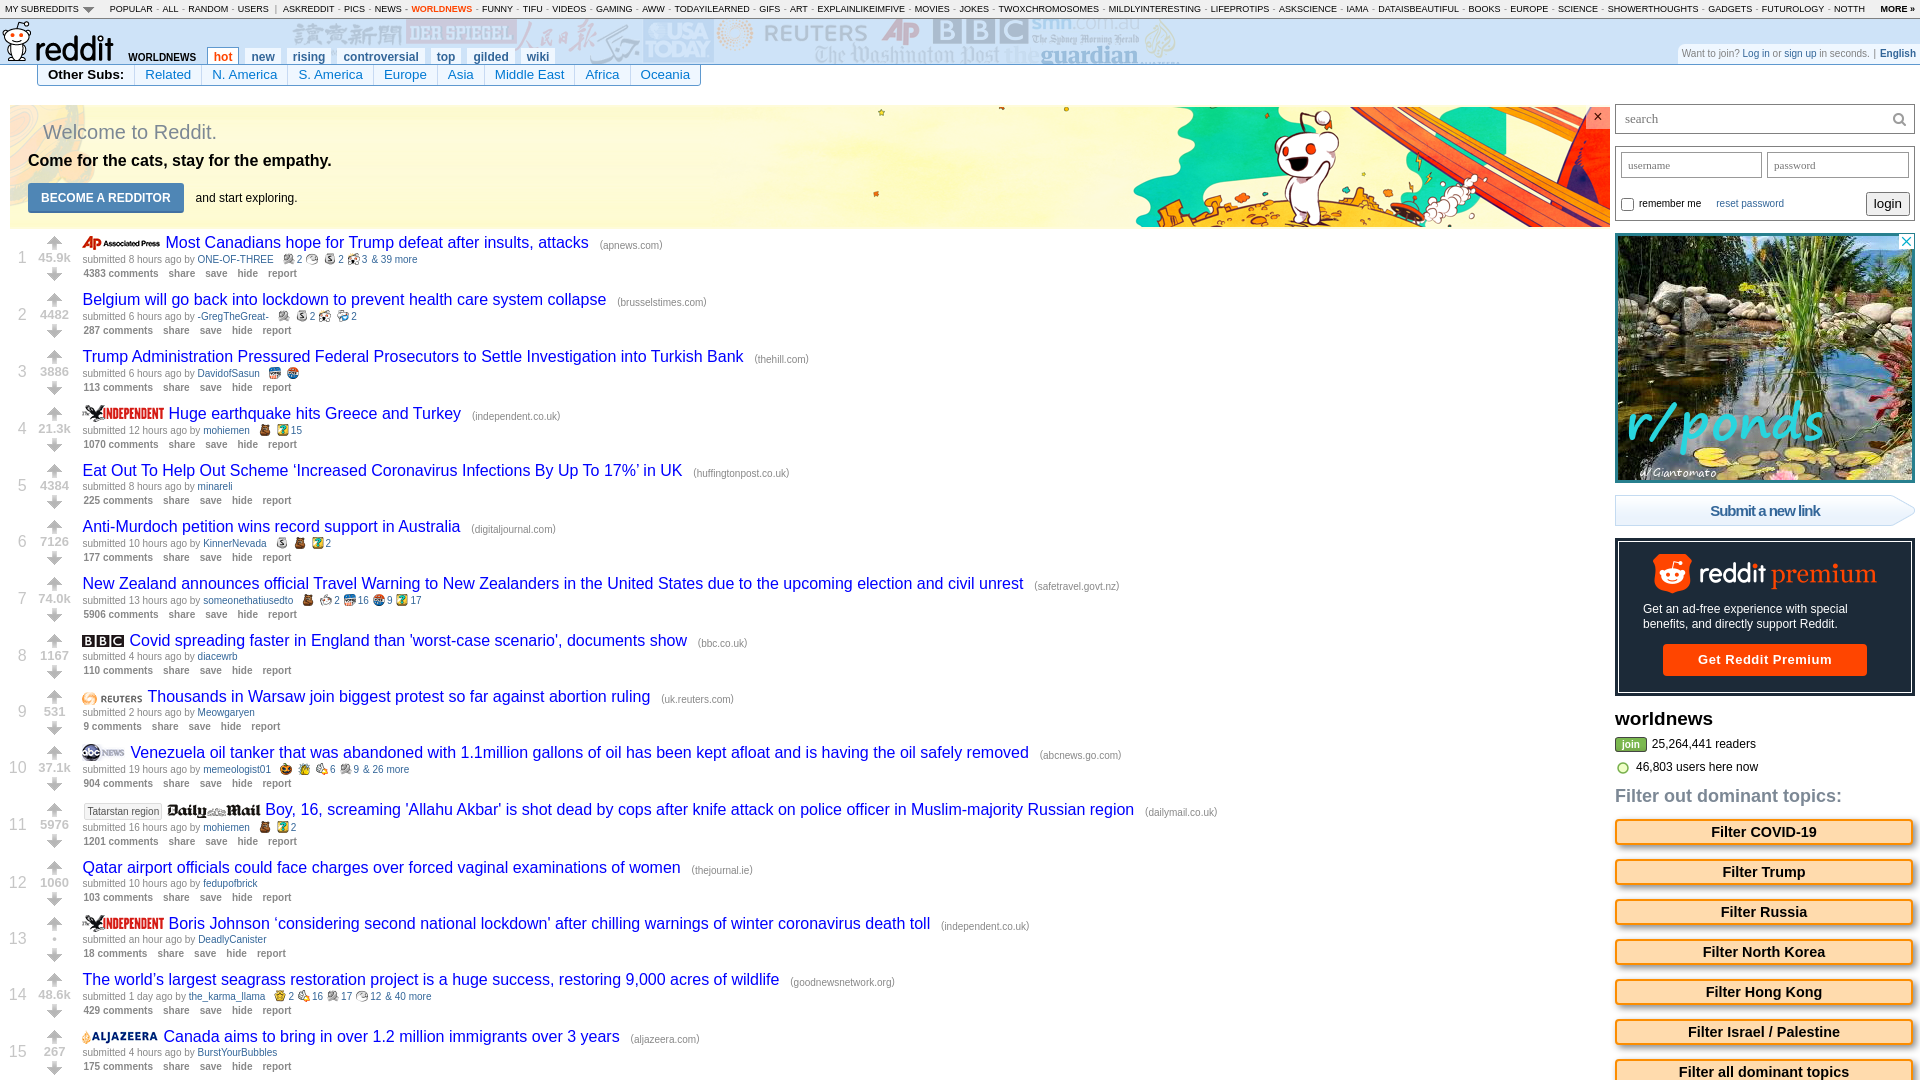 MY SUBREDDITS POPULAR - ALL - RANDOM - USERS | ASKREDDIT - PICS - NEWS - WORLDNEWS - FUNNY - TIFU - VIDEOS - GAMING - AWW - TODAYILEARNED - GIFS - ART - EXPLAINLIKEIMFIVE - MOVIES - JOKES - TWOXCHROMOSOMES - MILDLYINTERESTING - LIFEPROTIPS - ASKSCIENCE - IAMA - DATAISBEAUTIFUL - BOOKS - EUROPE - SCIENCE - SHOWERTHOUGHTS - GADGETS - FUTUROLOGY - NOTTH MORE »
reddit WORLDNEWS hot new rising controversial top gilded wiki
Want to join? Log in or sign up in seconds. | English
Other Subs: Related N. America S. America Europe Asia Middle East Africa Oceania
Welcome to Reddit.
Come for the cats, stay for the empathy.
BECOME A REDDITOR and start exploring.
×
1 45.9k
AP Associated Press Most Canadians hope for Trump defeat after insults, attacks (apnews.com)
submitted 8 hours ago by ONE-OF-THREE 2 2 3 & 39 more
4383 comments share save hide report
2 4482
Belgium will go back into lockdown to prevent health care system collapse (brusselstimes.com)
submitted 6 hours ago by -GregTheGreat- 2 2
287 comments share save hide report
3 3886
Trump Administration Pressured Federal Prosecutors to Settle Investigation into Turkish Bank (thehill.com)
submitted 6 hours ago by DavidofSasun
113 comments share save hide report
4 21.3k
INDEPENDENT Huge earthquake hits Greece and Turkey (independent.co.uk)
submitted 12 hours ago by mohiemen 15
1070 comments share save hide report
5 4384
Eat Out To Help Out Scheme ‘Increased Coronavirus Infections By Up To 17%’ in UK (huffingtonpost.co.uk)
submitted 8 hours ago by minareli
225 comments share save hide report
6 7126
Anti-Murdoch petition wins record support in Australia (digitaljournal.com)
submitted 10 hours ago by KinnerNevada 2
177 comments share save hide report
7 74.0k
New Zealand announces official Travel Warning to New Zealanders in the United States due to the upcoming election and civil unrest (safetravel.govt.nz)
submitted 13 hours ago by someonethatiusedto 2 16 9 17
5906 comments share save hide report
8 1167
BBC Covid spreading faster in England than 'worst-case scenario', documents show (bbc.co.uk)
submitted 4 hours ago by diacewrb
110 comments share save hide report
9 531
REUTERS Thousands in Warsaw join biggest protest so far against abortion ruling (uk.reuters.com)
submitted 2 hours ago by Meowgaryen
9 comments share save hide report
10 37.1k
abc NEWS Venezuela oil tanker that was abandoned with 1.1million gallons of oil has been kept afloat and is having the oil safely removed (abcnews.go.com)
submitted 19 hours ago by memeologist01 6 9 & 26 more
904 comments share save hide report
11 5976
Tatarstan region Daily Mail Boy, 16, screaming 'Allahu Akbar' is shot dead by cops after knife attack on police officer in Muslim-majority Russian region (dailymail.co.uk)
submitted 16 hours ago by mohiemen 2
1201 comments share save hide report
12 1060
Qatar airport officials could face charges over forced vaginal examinations of women (thejournal.ie)
submitted 10 hours ago by fedupofbrick
103 comments share save hide report
13 •
INDEPENDENT Boris Johnson ‘considering second national lockdown’ after chilling warnings of winter coronavirus death toll (independent.co.uk)
submitted an hour ago by DeadlyCanister
18 comments share save hide report
14 48.6k
The world’s largest seagrass restoration project is a huge success, restoring 9,000 acres of wildlife (goodnewsnetwork.org)
submitted 1 day ago by the_karma_llama 2 16 17 12 & 40 more
429 comments share save hide report
15 267
ALJAZEERA Canada aims to bring in over 1.2 million immigrants over 3 years (aljazeera.com)
submitted 4 hours ago by BurstYourBubbles
175 comments share save hide report
search
username password
remember me reset password login
r/ponds
u/Giantomato
Submit a new link
reddit premium
Get an ad-free experience with special
benefits, and directly support Reddit.
Get Reddit Premium
worldnews
join 25,264,441 readers
46,803 users here now
Filter out dominant topics:
Filter COVID-19
Filter Trump
Filter Russia
Filter North Korea
Filter Hong Kong
Filter Israel / Palestine
Filter all dominant topics